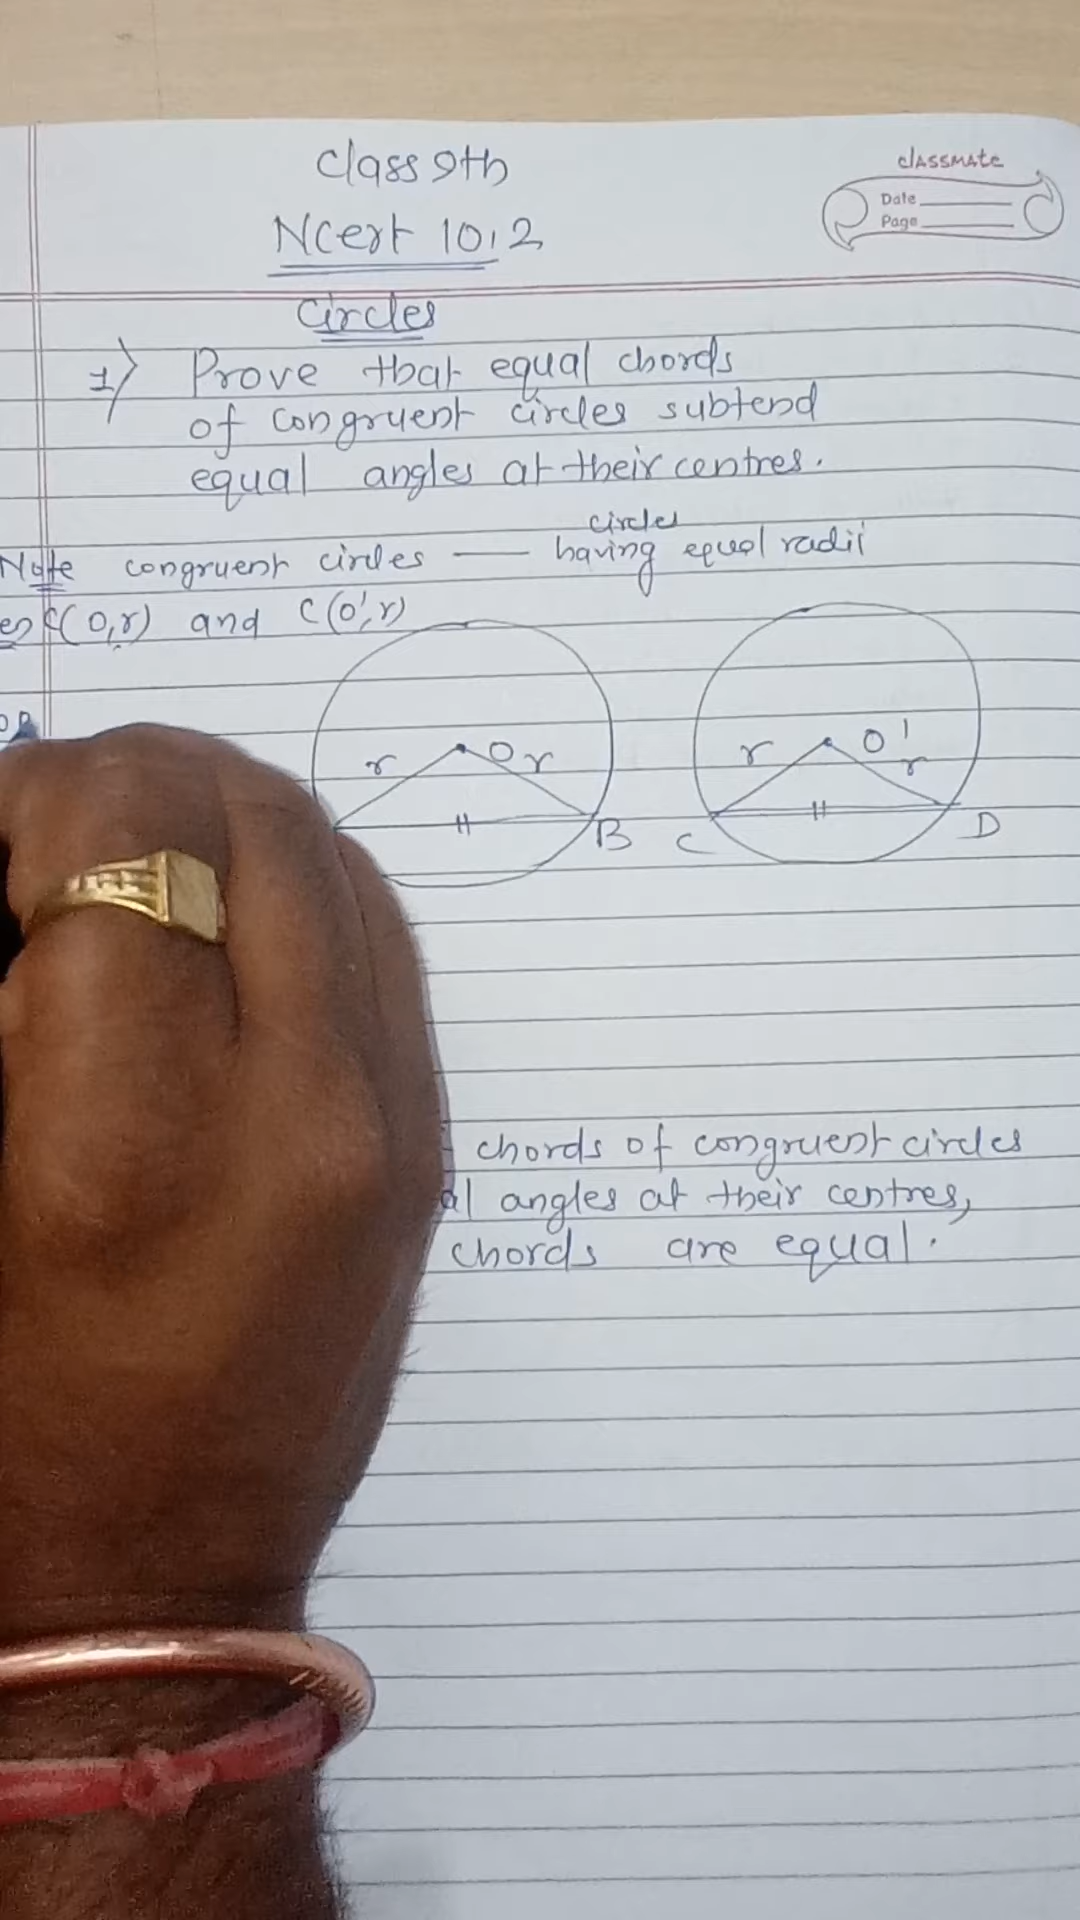 Class 9th
Ncert 10.2
classmate
Date
Page
Circles
1) Prove that equal chords
of congruent circles subtend
equal angles at their centres.
Note congruent circles — circles having equal radii
C(O,r) and C(O',r)
r O r
r O' r
B C D
chords of congruent circles
angles at their centres,
chords are equal.